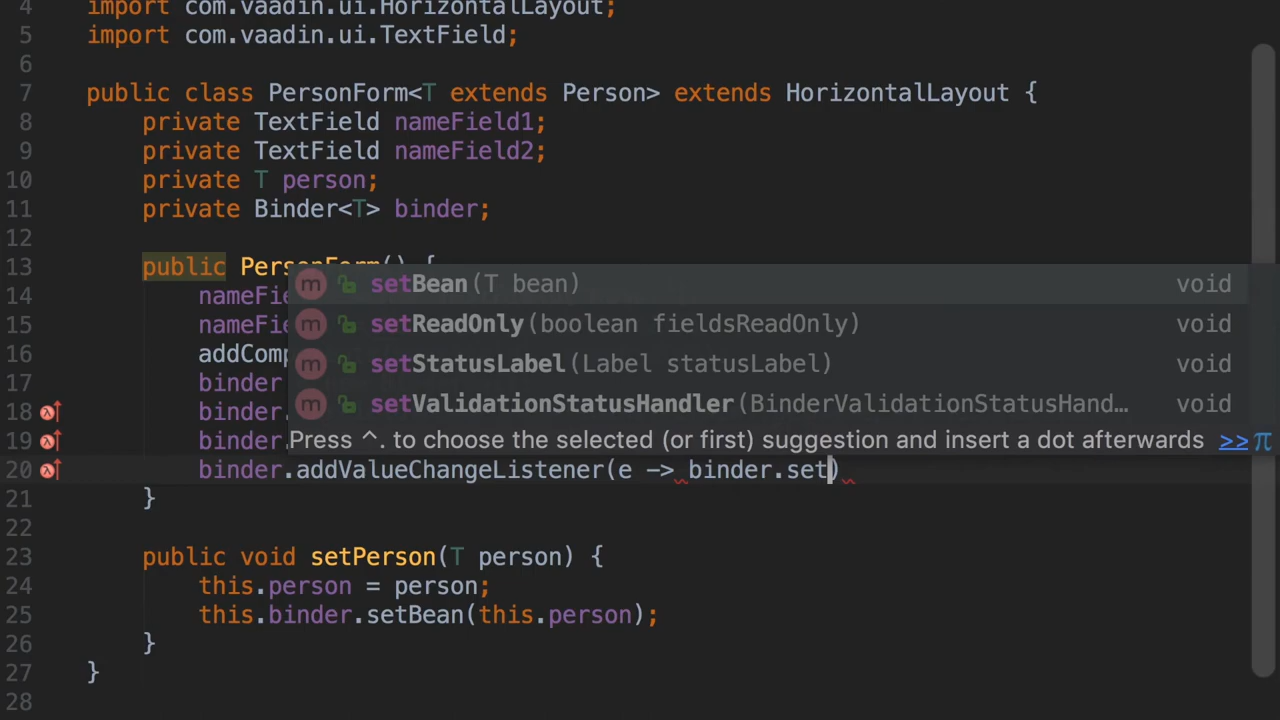 4 import com.vaadin.ui.HorizontalLayout;
5 import com.vaadin.ui.TextField;
6
7 public class PersonForm<T extends Person> extends HorizontalLayout {
8 private TextField nameField1;
9 private TextField nameField2;
10 private T person;
11 private Binder<T> binder;
12
13 public PersonForm() {
m setBean(T bean) void
14 nameFie
m setReadOnly(boolean fieldsReadOnly) void
15 nameFie
16 addComp
m setStatusLabel(Label statusLabel) void
17 binder
m setValidationStatusHandler(BinderValidationStatusHand… void
18 binder.
19 binder.
Press ^. to choose the selected (or first) suggestion and insert a dot afterwards >> π
20 binder.addValueChangeListener(e -> binder.set)
21 }
22
23 public void setPerson(T person) {
24 this.person = person;
25 this.binder.setBean(this.person);
26 }
27 }
28